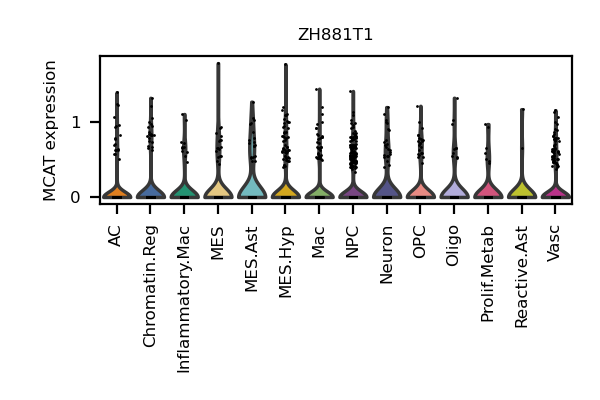 ZH881T1
MCAT expression
1
0
AC
Chromatin.Reg
Inflammatory.Mac
MES
MES.Ast
MES.Hyp
Mac
NPC
Neuron
OPC
Oligo
Prolif.Metab
Reactive.Ast
Vasc